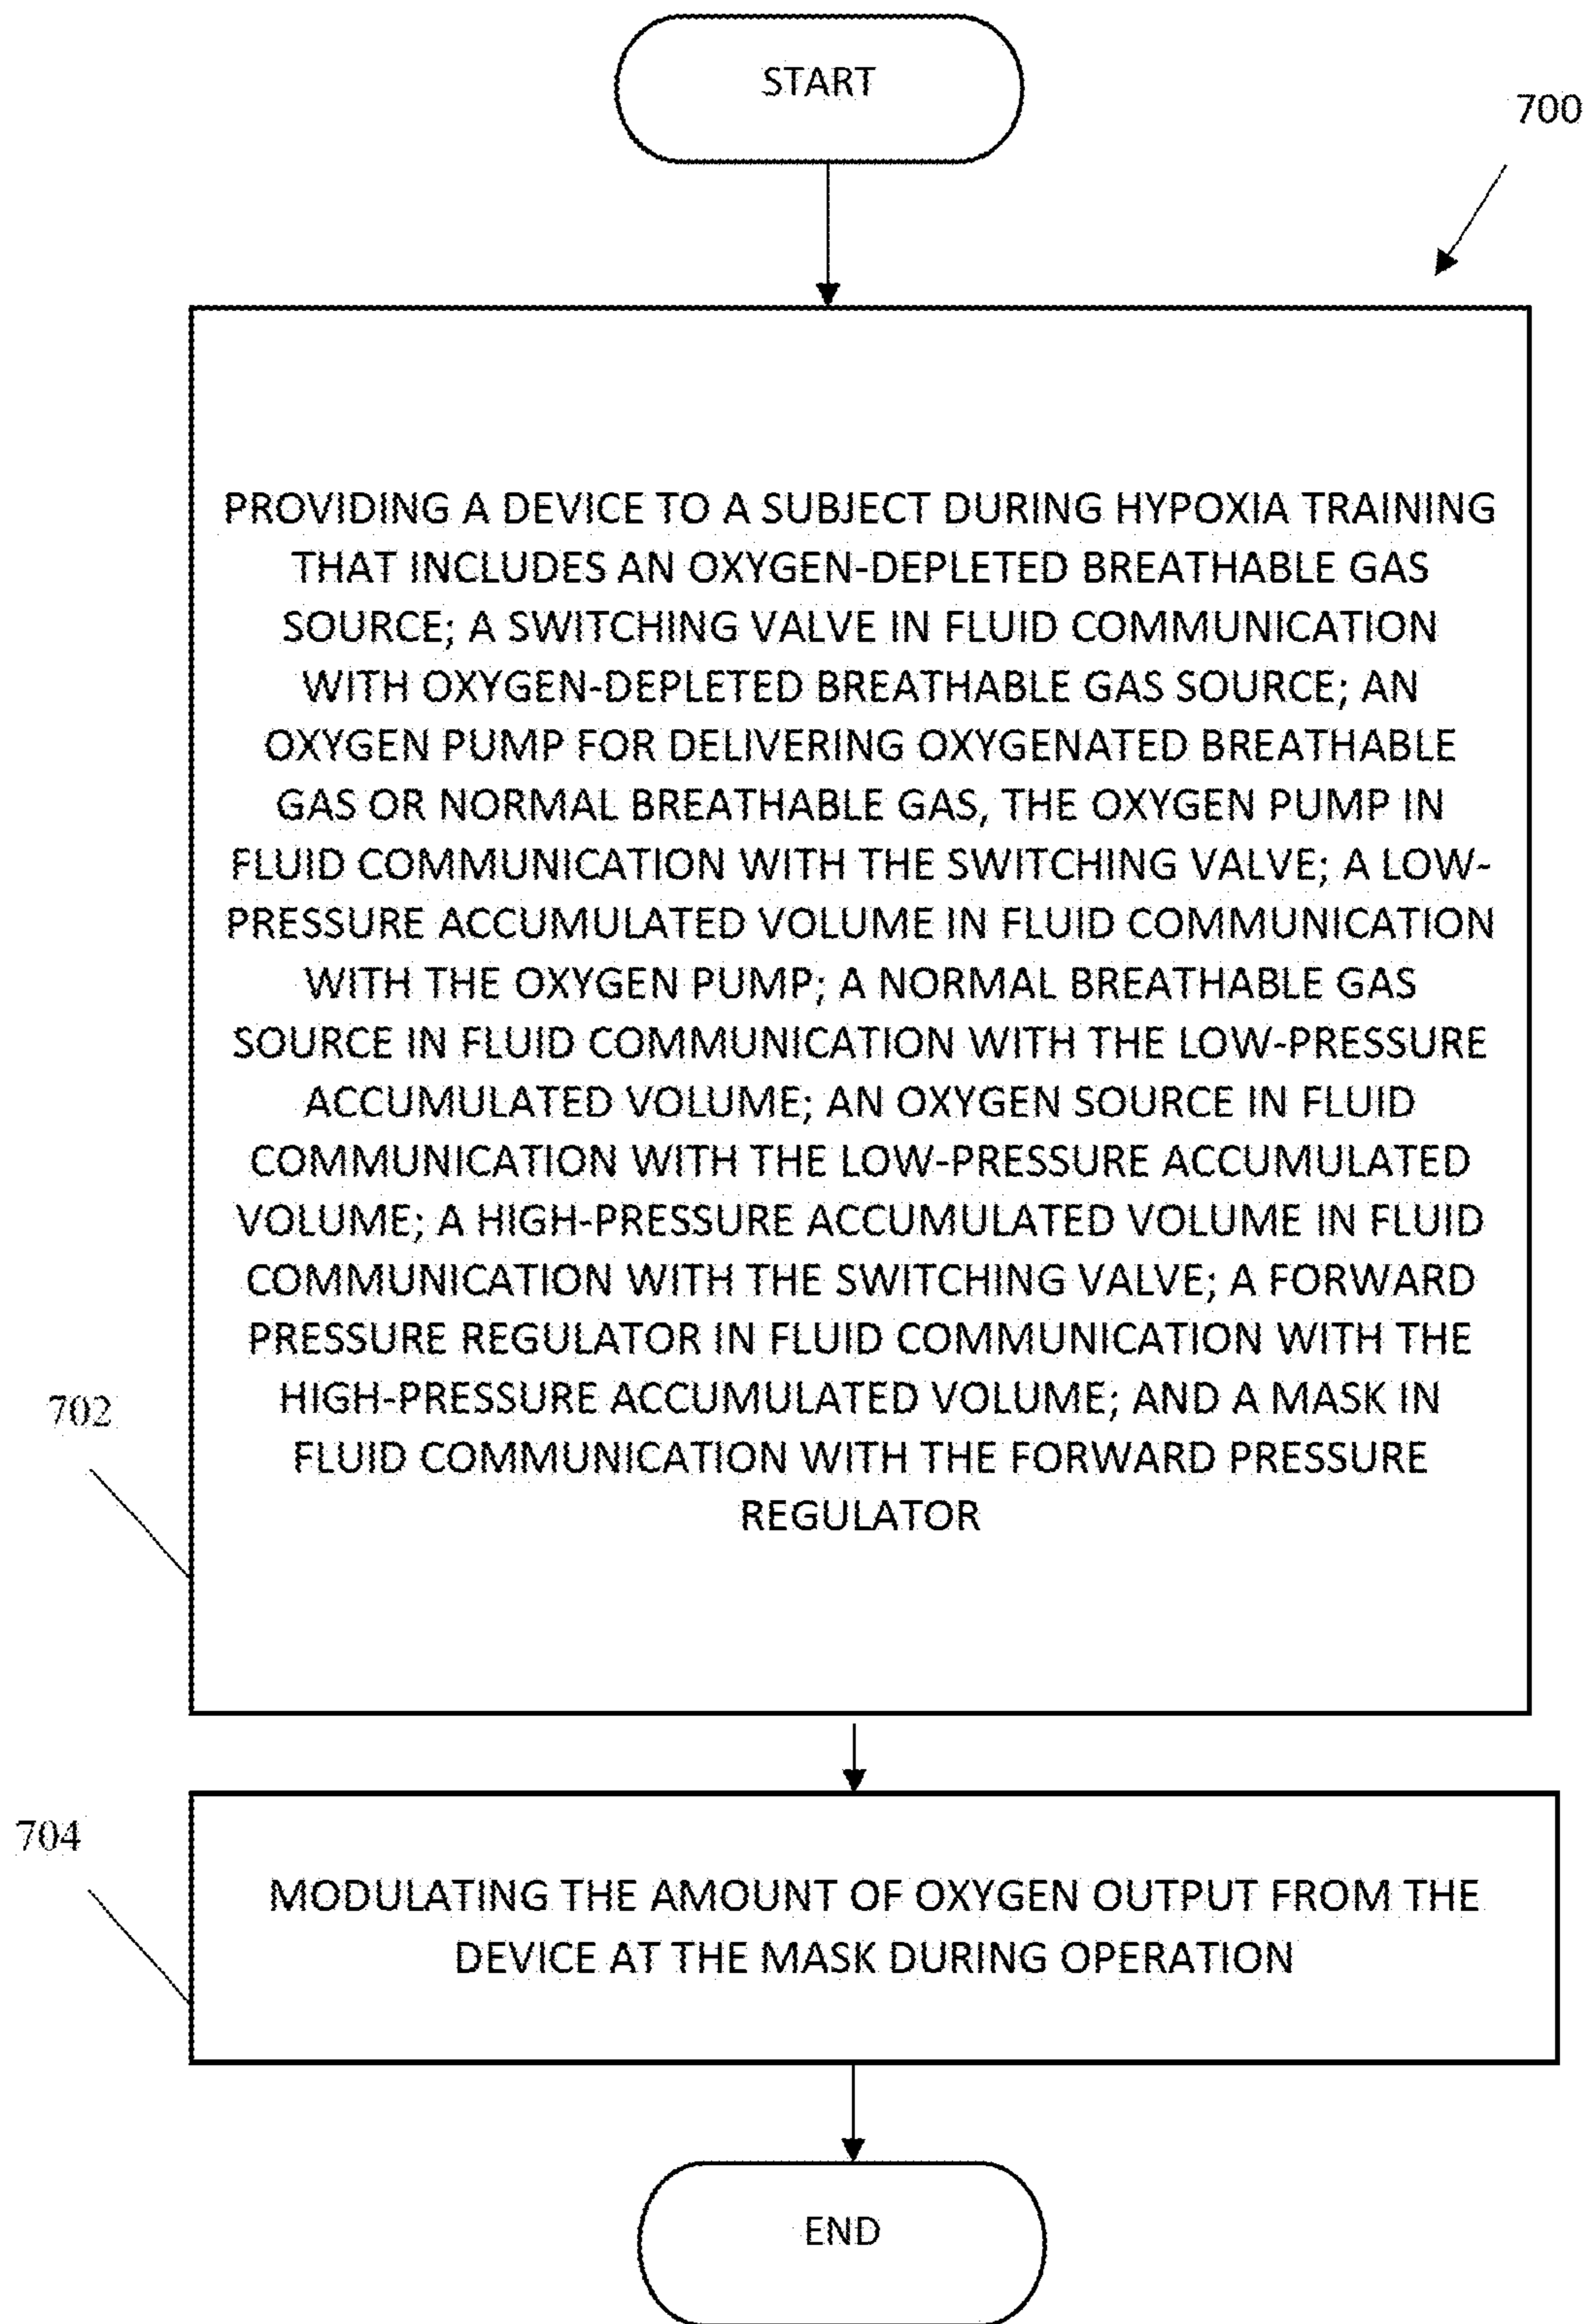 START
700
PROVIDING A DEVICE TO A SUBJECT DURING HYPOXIA TRAINING
THAT INCLUDES AN OXYGEN-DEPLETED BREATHABLE GAS
SOURCE; A SWITCHING VALVE IN FLUID COMMUNICATION
WITH OXYGEN-DEPLETED BREATHABLE GAS SOURCE; AN
OXYGEN PUMP FOR DELIVERING OXYGENATED BREATHABLE
GAS OR NORMAL BREATHABLE GAS, THE OXYGEN PUMP IN
FLUID COMMUNICATION WITH THE SWITCHING VALVE; A LOW-
PRESSURE ACCUMULATED VOLUME IN FLUID COMMUNICATION
WITH THE OXYGEN PUMP; A NORMAL BREATHABLE GAS
SOURCE IN FLUID COMMUNICATION WITH THE LOW-PRESSURE
ACCUMULATED VOLUME; AN OXYGEN SOURCE IN FLUID
COMMUNICATION WITH THE LOW-PRESSURE ACCUMULATED
VOLUME; A HIGH-PRESSURE ACCUMULATED VOLUME IN FLUID
COMMUNICATION WITH THE SWITCHING VALVE; A FORWARD
PRESSURE REGULATOR IN FLUID COMMUNICATION WITH THE
HIGH-PRESSURE ACCUMULATED VOLUME; AND A MASK IN
FLUID COMMUNICATION WITH THE FORWARD PRESSURE
REGULATOR
702
704
MODULATING THE AMOUNT OF OXYGEN OUTPUT FROM THE
DEVICE AT THE MASK DURING OPERATION
END